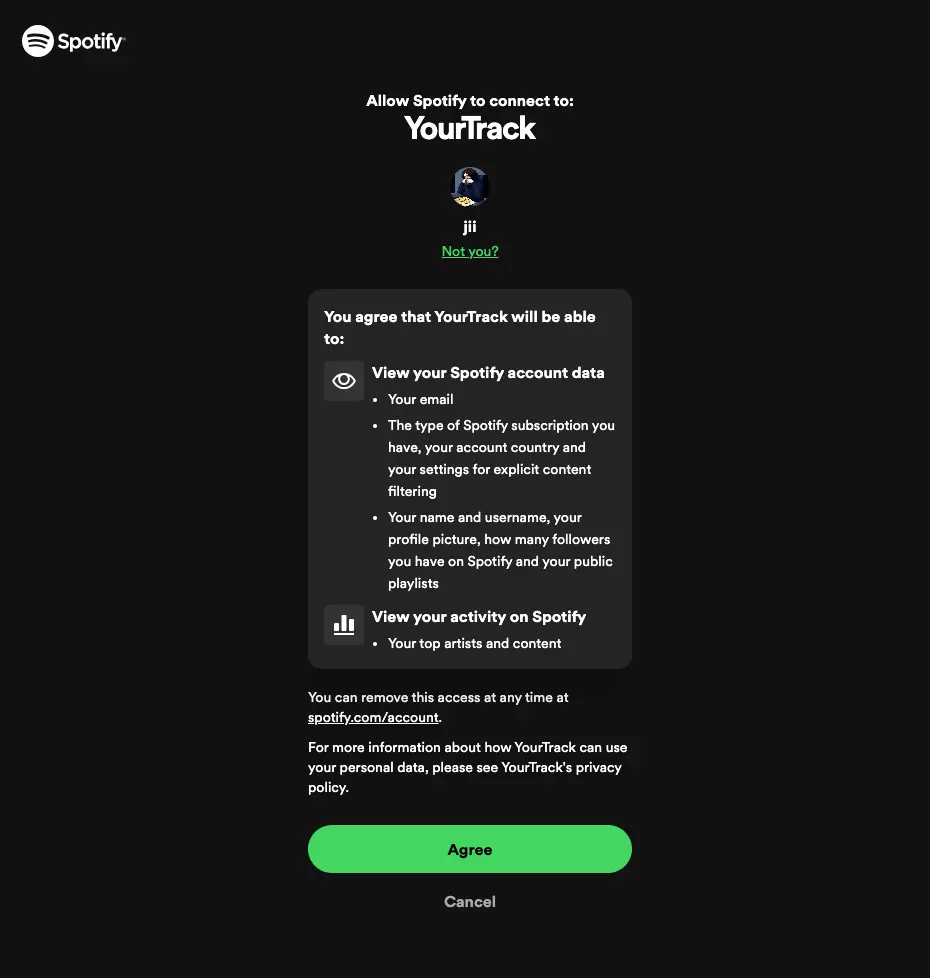 Spotify
Allow Spotify to connect to:
YourTrack
jii
Not you?
You agree that YourTrack will be able
to:
View your Spotify account data
• Your email
• The type of Spotify subscription you
have, your account country and
your settings for explicit content
filtering
• Your name and username, your
profile picture, how many followers
you have on Spotify and your public
playlists
View your activity on Spotify
• Your top artists and content
You can remove this access at any time at
spotify.com/account.
For more information about how YourTrack can use
your personal data, please see YourTrack's privacy
policy.
Agree
Cancel